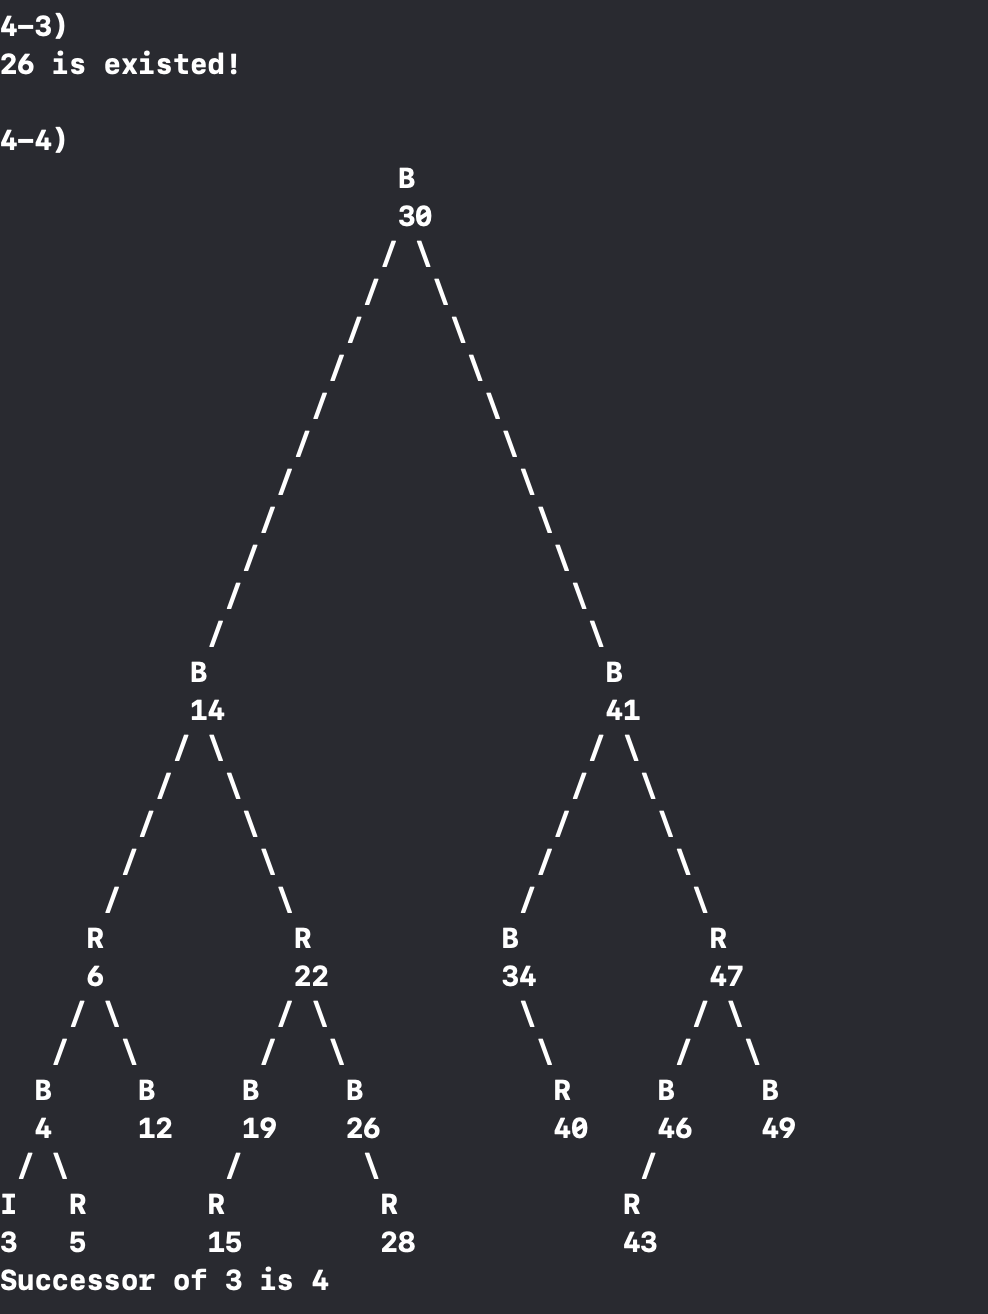 4-3)
26 is existed!
4-4)
B
30
B B
14 41
R R B R
6 22 34 47
B B B B R B B
4 12 19 26 40 46 49
I R R R R
3 5 15 28 43
Successor of 3 is 4